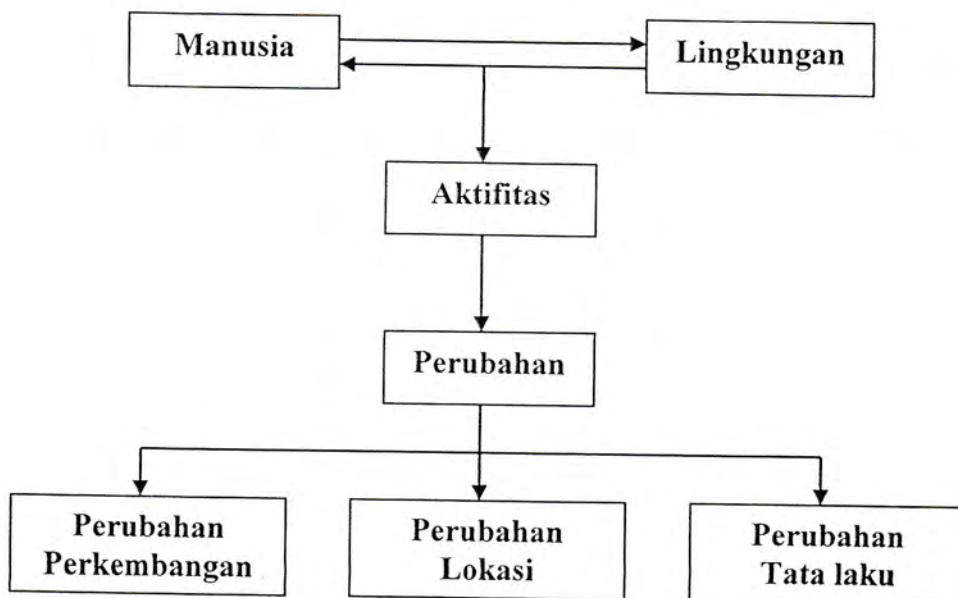 Manusia
Lingkungan
Aktifitas
Perubahan
Perubahan
Perkembangan
Perubahan
Lokasi
Perubahan
Tata laku